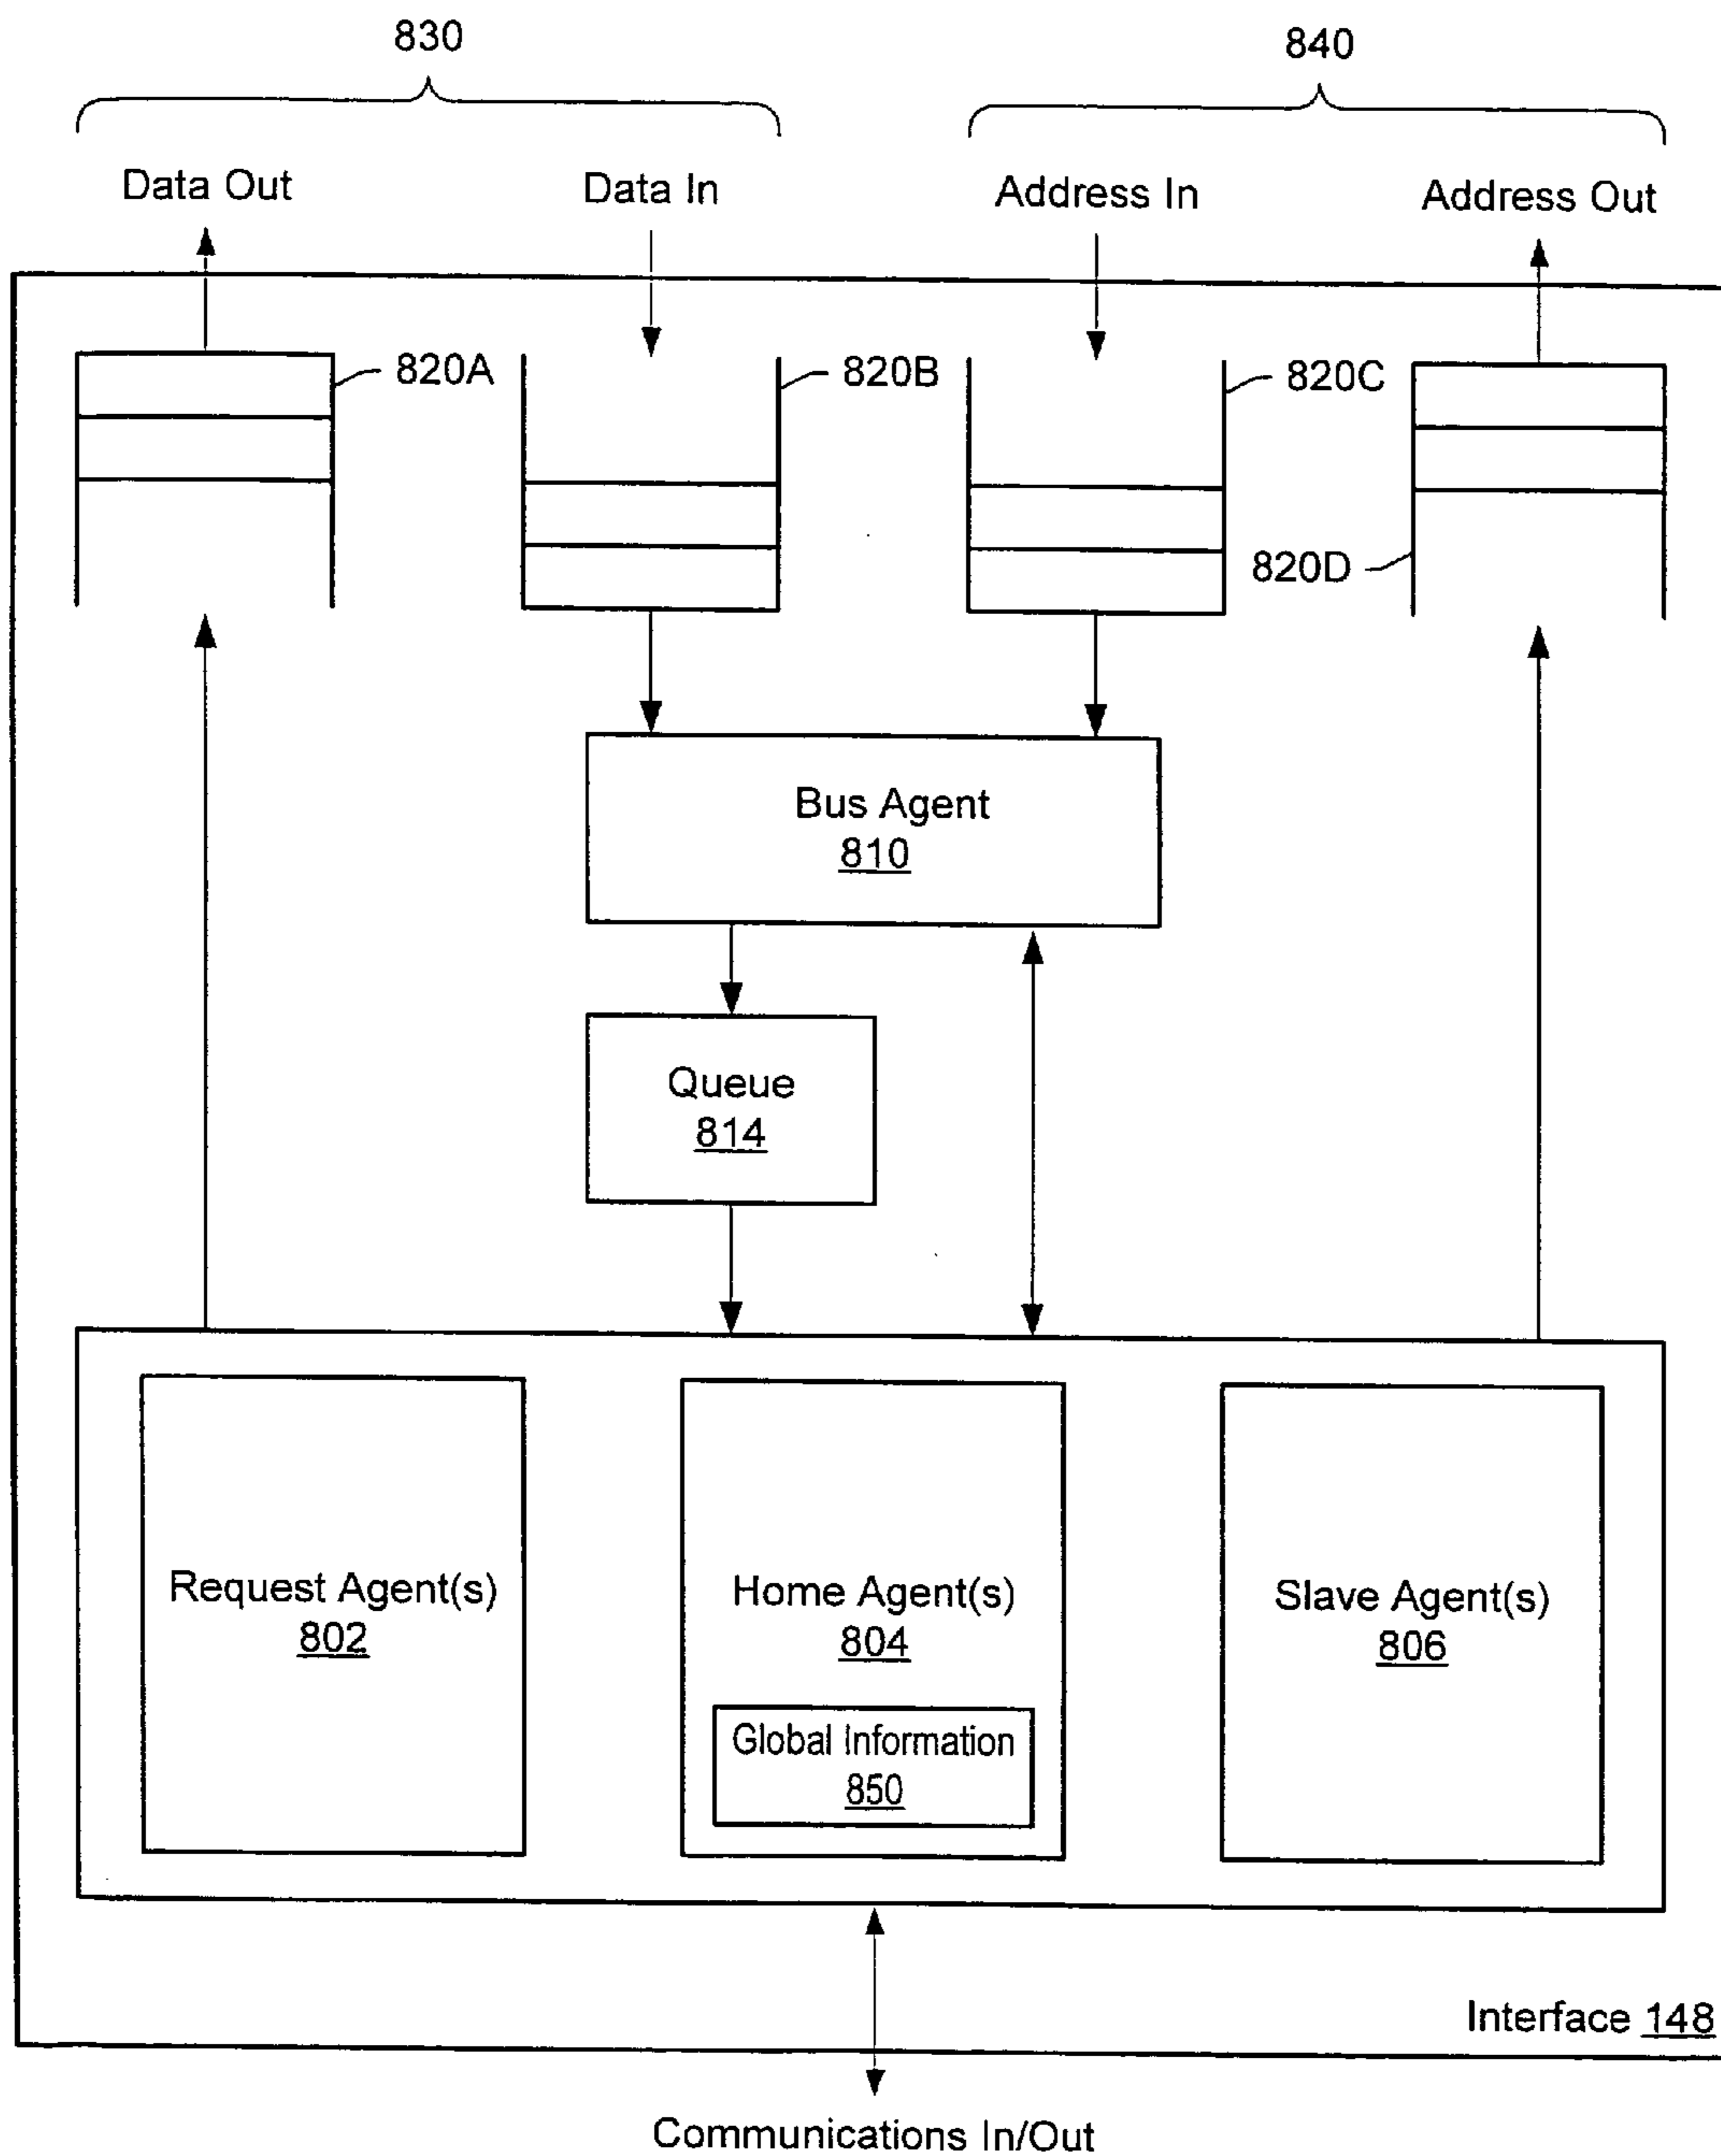 830
840
Data Out
Data In
Address In
Address Out
820A
820B
820C
820D
Bus Agent
810
Queue
814
Request Agent(s)
802
Home Agent(s)
804
Slave Agent(s)
806
Global Information
850
Interface 148
Communications In/Out